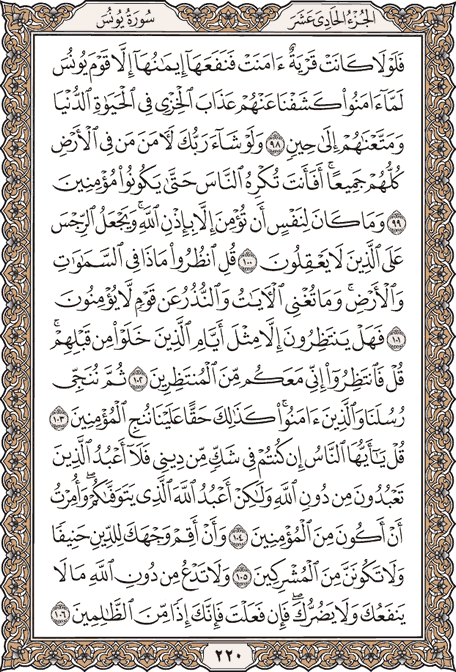 الجزء الحادي عشر
سورة يونس
فَلَوْلَا كَانَتْ قَرْيَةٌ ءَامَنَتْ فَنَفَعَهَآ إِيمَـٰنُهَآ إِلَّا قَوْمَ يُونُسَ
لَمَّآ ءَامَنُوا۟ كَشَفْنَا عَنْهُمْ عَذَابَ ٱلْخِزْىِ فِى ٱلْحَيَوٰةِ ٱلدُّنْيَا
وَمَتَّعْنَـٰهُمْ إِلَىٰ حِينٍ ٩٨ وَلَوْ شَآءَ رَبُّكَ لَـَٔامَنَ مَن فِى ٱلْأَرْضِ
كُلُّهُمْ جَمِيعًا ۚ أَفَأَنتَ تُكْرِهُ ٱلنَّاسَ حَتَّىٰ يَكُونُوا۟ مُؤْمِنِينَ
٩٩ وَمَا كَانَ لِنَفْسٍ أَن تُؤْمِنَ إِلَّا بِإِذْنِ ٱللَّهِ ۚ وَيَجْعَلُ ٱلرِّجْسَ
عَلَى ٱلَّذِينَ لَا يَعْقِلُونَ ١٠٠ قُلِ ٱنظُرُوا۟ مَاذَا فِى ٱلسَّمَـٰوَٰتِ
وَٱلْأَرْضِ ۚ وَمَا تُغْنِى ٱلْـَٔايَـٰتُ وَٱلنُّذُرُ عَن قَوْمٍ لَّا يُؤْمِنُونَ
١٠١ فَهَلْ يَنتَظِرُونَ إِلَّا مِثْلَ أَيَّامِ ٱلَّذِينَ خَلَوْا۟ مِن قَبْلِهِمْ ۚ
قُلْ فَٱنتَظِرُوٓا۟ إِنِّى مَعَكُم مِّنَ ٱلْمُنتَظِرِينَ ١٠٢ ثُمَّ نُنَجِّى
رُسُلَنَا وَٱلَّذِينَ ءَامَنُوا۟ ۚ كَذَٰلِكَ حَقًّا عَلَيْنَا نُنجِ ٱلْمُؤْمِنِينَ ١٠٣
قُلْ يَـٰٓأَيُّهَا ٱلنَّاسُ إِن كُنتُمْ فِى شَكٍّ مِّن دِينِى فَلَآ أَعْبُدُ ٱلَّذِينَ
تَعْبُدُونَ مِن دُونِ ٱللَّهِ وَلَـٰكِنْ أَعْبُدُ ٱللَّهَ ٱلَّذِى يَتَوَفَّىٰكُمْ ۖ وَأُمِرْتُ
أَنْ أَكُونَ مِنَ ٱلْمُؤْمِنِينَ ١٠٤ وَأَنْ أَقِمْ وَجْهَكَ لِلدِّينِ حَنِيفًا
وَلَا تَكُونَنَّ مِنَ ٱلْمُشْرِكِينَ ١٠٥ وَلَا تَدْعُ مِن دُونِ ٱللَّهِ مَا لَا
يَنفَعُكَ وَلَا يَضُرُّكَ ۖ فَإِن فَعَلْتَ فَإِنَّكَ إِذًا مِّنَ ٱلظَّـٰلِمِينَ ١٠٦
٢٢٠